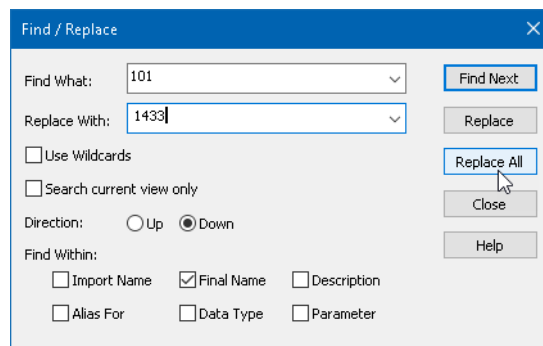 Find / Replace
Find What: 101 Find Next
Replace With: 1433 Replace
Use Wildcards Replace All
Search current view only
Close
Direction: Up Down
Help
Find Within:
Import Name Final Name Description
Alias For Data Type Parameter